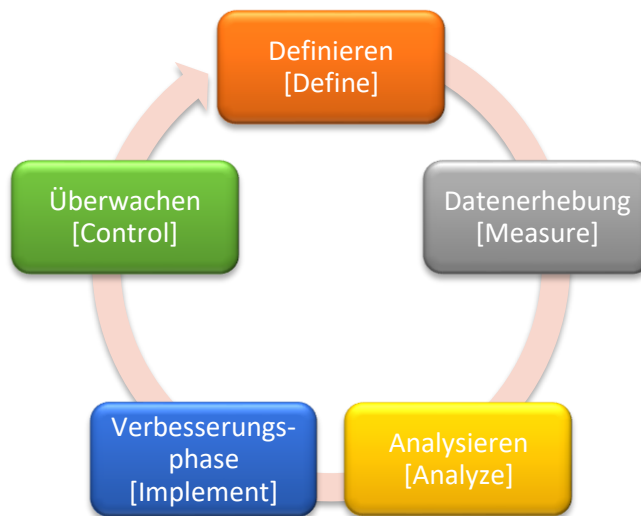 Definieren
[Define]
Datenerhebung
[Measure]
Analysieren
[Analyze]
Verbesserungs-
phase
[Implement]
Überwachen
[Control]